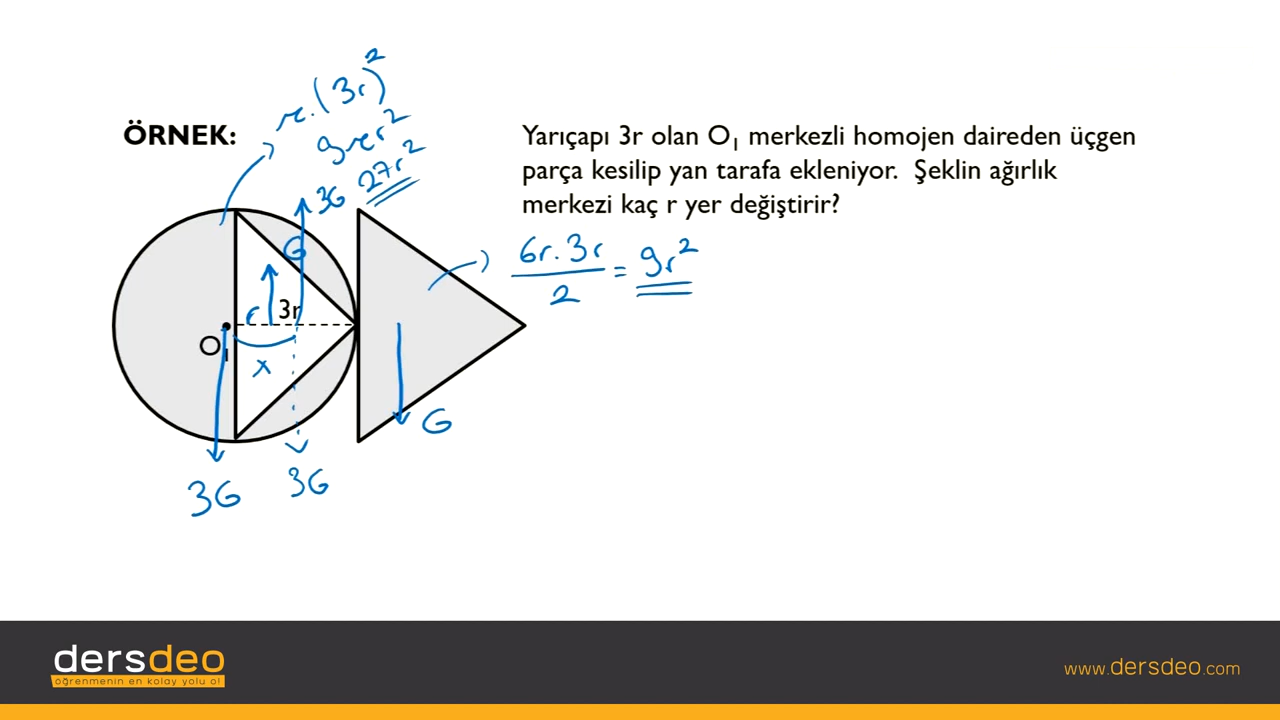 ÖRNEK:
Yarıçapı 3r olan O1 merkezli homojen daireden üçgen
parça kesilip yan tarafa ekleniyor. Şeklin ağırlık
merkezi kaç r yer değiştirir?
π.(3r)²
9πr²
27r²
3G
G
r
3r
O1
x
3G
3G
G
6r.3r
2
= 9r²
dersdeo
öğrenmenin en kolay yolu o!
www.dersdeo.com